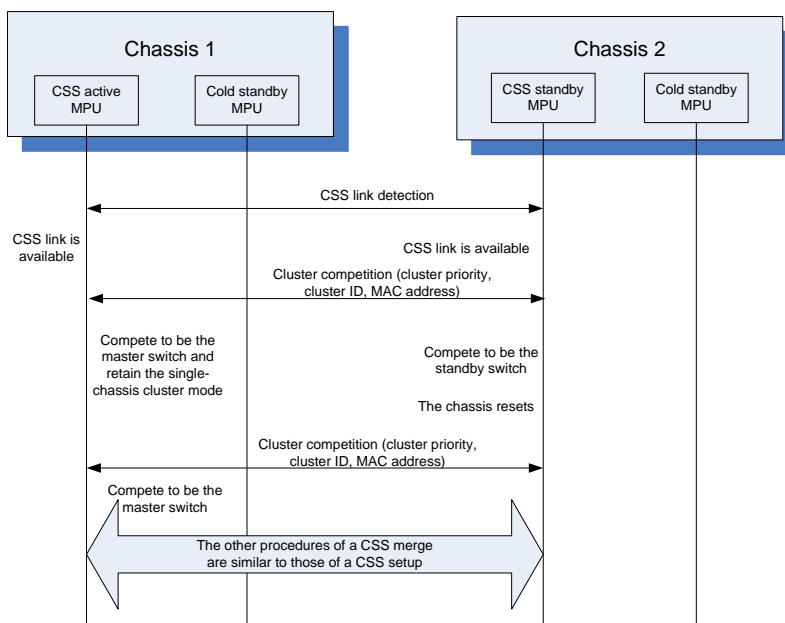 Chassis 1
Chassis 2
CSS active
MPU
Cold standby
MPU
CSS standby
MPU
Cold standby
MPU
CSS link detection
CSS link is
available
CSS link is available
Cluster competition (cluster priority,
cluster ID, MAC address)
Compete to be the
master switch and
retain the single-
chassis cluster mode
Compete to be the
standby switch
The chassis resets
Cluster competition (cluster priority,
cluster ID, MAC address)
Compete to be the
master switch
The other procedures of a CSS merge
are similar to those of a CSS setup